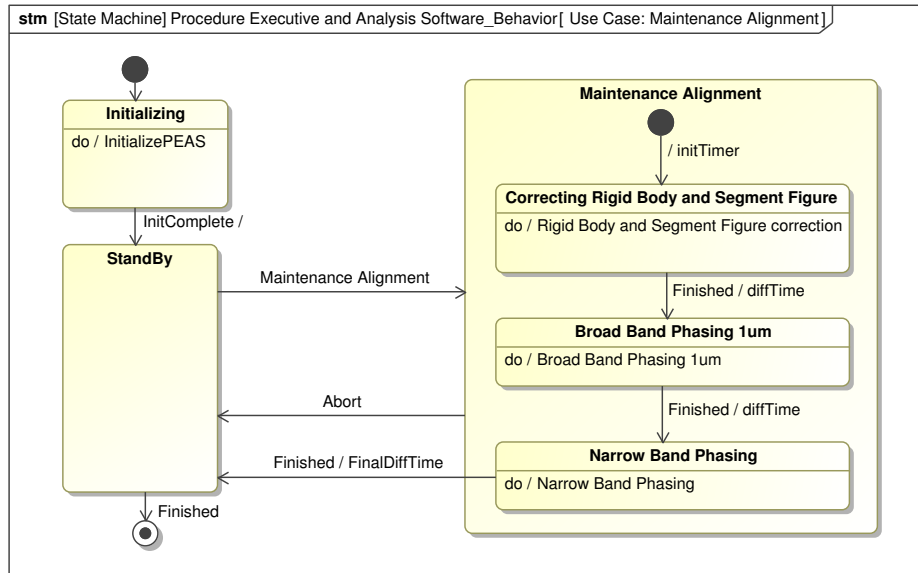 stm [State Machine] Procedure Executive and Analysis Software_Behavior[ Use Case: Maintenance Alignment]
Initializing
do / InitializePEAS
InitComplete /
StandBy
Maintenance Alignment
Abort
Finished / FinalDiffTime
Finished
Maintenance Alignment
/ initTimer
Correcting Rigid Body and Segment Figure
do / Rigid Body and Segment Figure correction
Finished / diffTime
Broad Band Phasing 1um
do / Broad Band Phasing 1um
Finished / diffTime
Narrow Band Phasing
do / Narrow Band Phasing